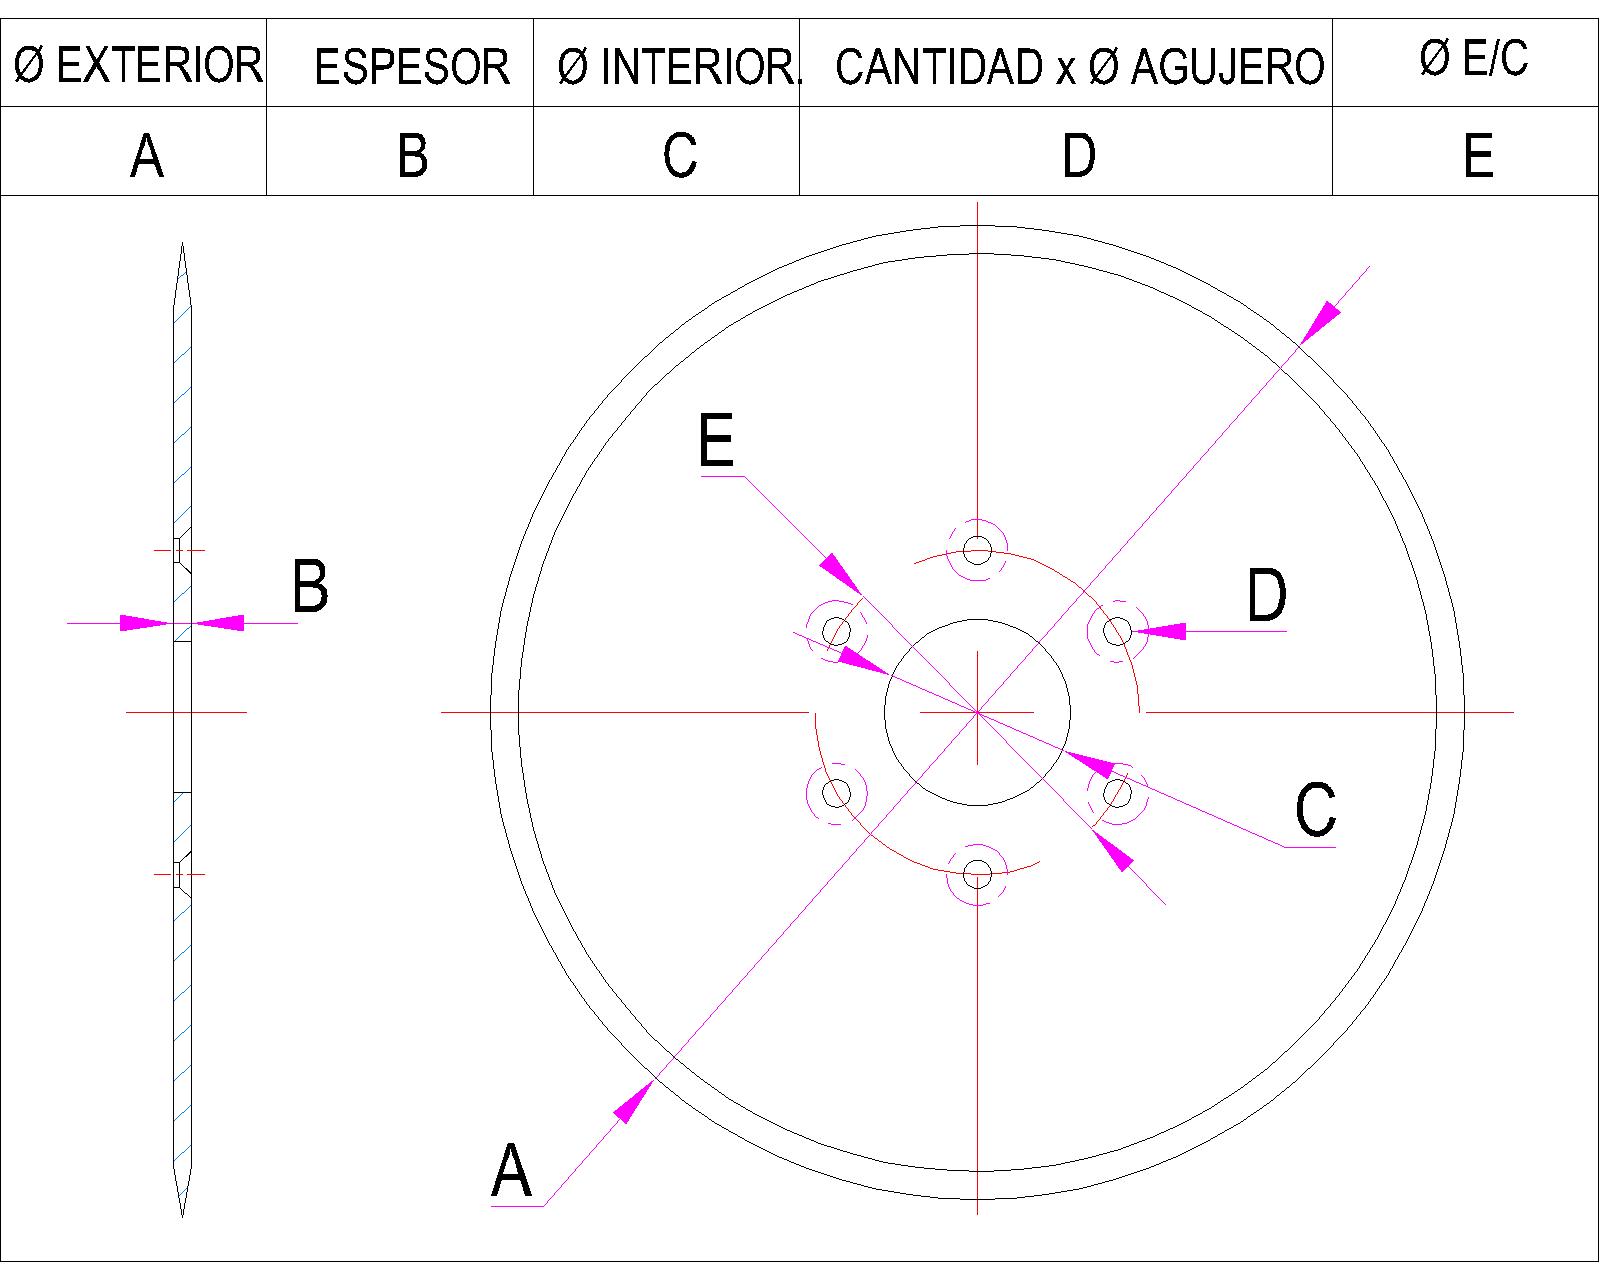 Ø EXTERIOR ESPESOR Ø INTERIOR. CANTIDAD x Ø AGUJERO Ø E/C
A B C D E
E
B
D
C
A